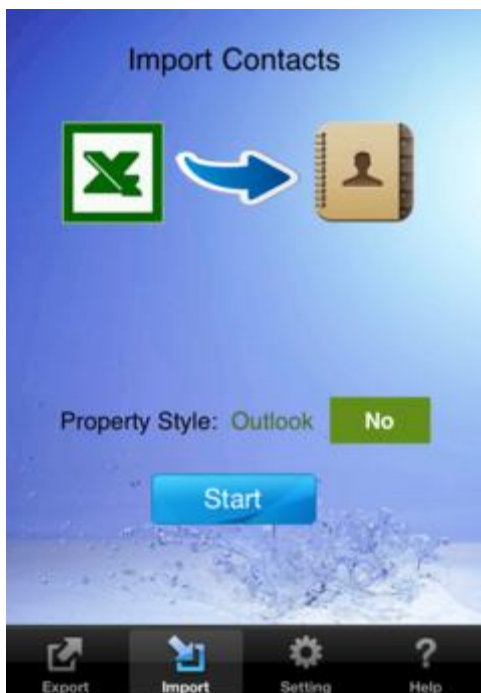 Import Contacts
Property Style: Outlook No
Start
Export Import Setting ? Help